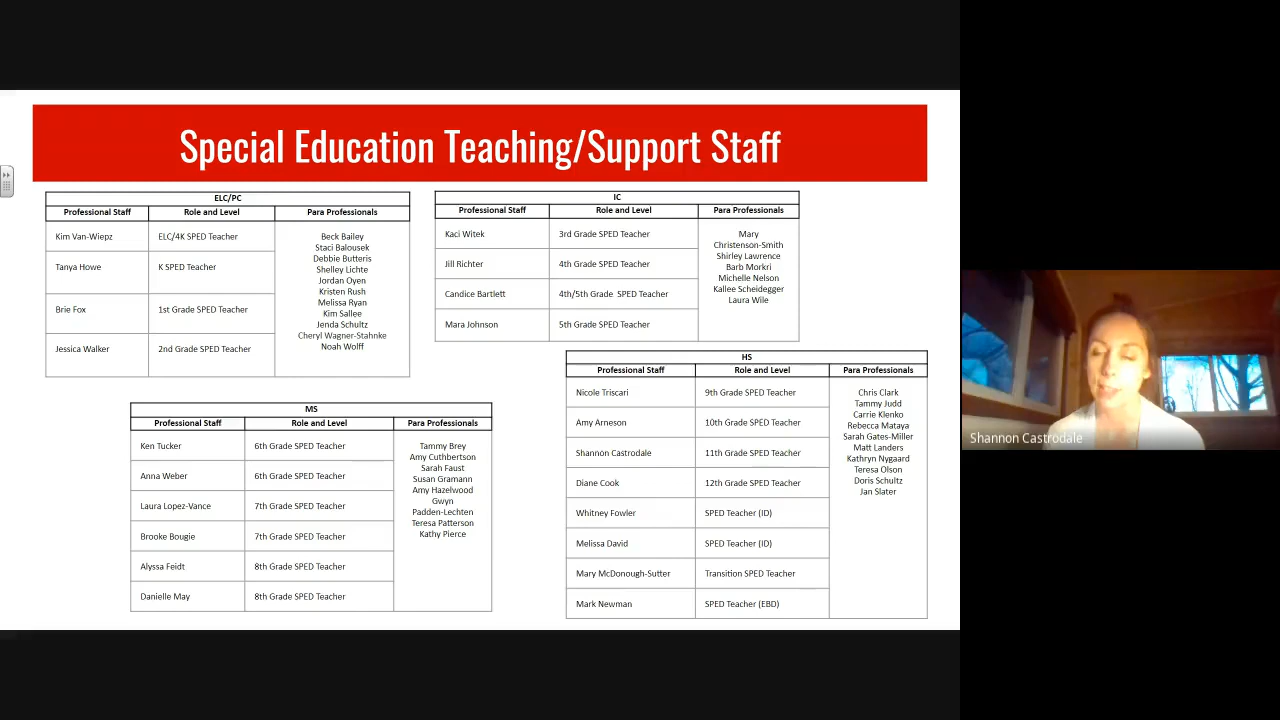 Special Education Teaching/Support Staff
ELC/PC
Professional Staff Role and Level Para Professionals
Kim Van-Wiepz ELC/4K SPED Teacher
Tanya Howe K SPED Teacher
Brie Fox 1st Grade SPED Teacher
Jessica Walker 2nd Grade SPED Teacher
Beck Bailey
Staci Balousek
Debbie Butteris
Shelley Lichte
Jordan Oyen
Kristen Rush
Melissa Ryan
Kim Sallee
Jenda Schultz
Cheryl Wagner-Stahnke
Noah Wolff
IC
Professional Staff Role and Level Para Professionals
Kaci Witek 3rd Grade SPED Teacher
Jill Richter 4th Grade SPED Teacher
Candice Bartlett 4th/5th Grade SPED Teacher
Mara Johnson 5th Grade SPED Teacher
Mary
Christenson-Smith
Shirley Lawrence
Barb Morkri
Michelle Nelson
Kallee Scheidegger
Laura Wile
MS
Professional Staff Role and Level Para Professionals
Ken Tucker 6th Grade SPED Teacher
Anna Weber 6th Grade SPED Teacher
Laura Lopez-Vance 7th Grade SPED Teacher
Brooke Bougie 7th Grade SPED Teacher
Alyssa Feidt 8th Grade SPED Teacher
Danielle May 8th Grade SPED Teacher
Tammy Brey
Amy Cuthbertson
Sarah Faust
Susan Gramann
Amy Hazelwood
Gwyn
Padden-Lechten
Teresa Patterson
Kathy Pierce
HS
Professional Staff Role and Level Para Professionals
Nicole Triscari 9th Grade SPED Teacher
Amy Arneson 10th Grade SPED Teacher
Shannon Castrodale 11th Grade SPED Teacher
Diane Cook 12th Grade SPED Teacher
Whitney Fowler SPED Teacher (ID)
Melissa David SPED Teacher (ID)
Mary McDonough-Sutter Transition SPED Teacher
Mark Newman SPED Teacher (EBD)
Chris Clark
Tammy Judd
Carrie Klenko
Rebecca Mataya
Sarah Gates-Miller
Matt Landers
Kathryn Nygaard
Teresa Olson
Doris Schultz
Jan Slater
Shannon Castrodale